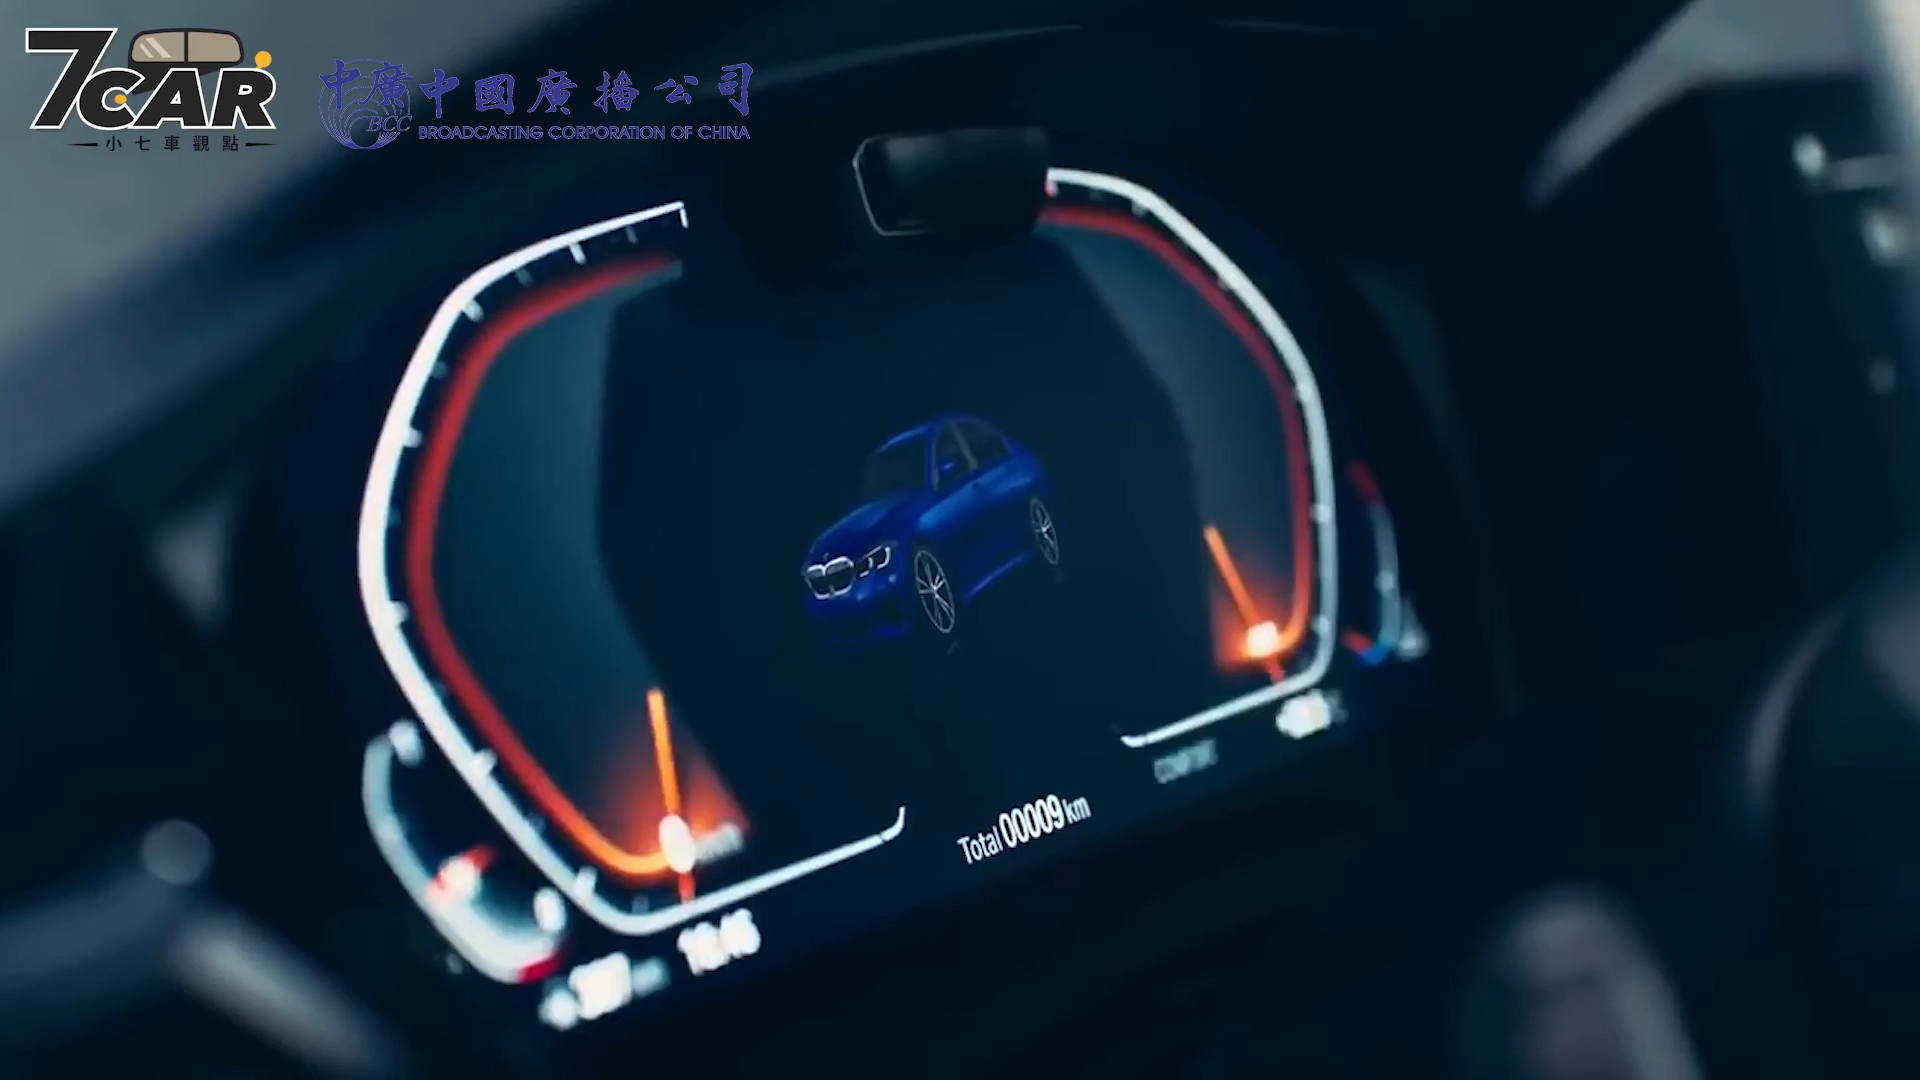 7CAR
小七車觀點
中廣 中國廣播公司
BCC BROADCASTING CORPORATION OF CHINA
Total 00009 km